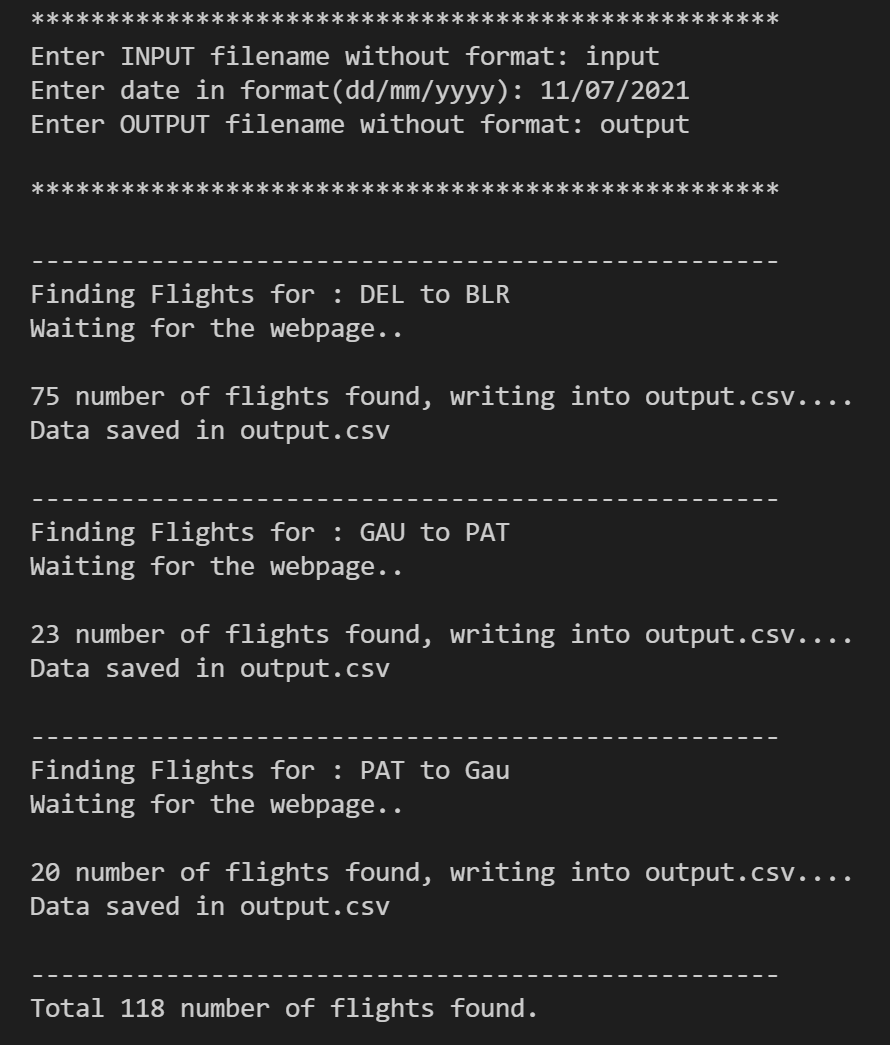 **************************************************
Enter INPUT filename without format: input
Enter date in format(dd/mm/yyyy): 11/07/2021
Enter OUTPUT filename without format: output
**************************************************
--------------------------------------------------
Finding Flights for : DEL to BLR
Waiting for the webpage..
75 number of flights found, writing into output.csv....
Data saved in output.csv
--------------------------------------------------
Finding Flights for : GAU to PAT
Waiting for the webpage..
23 number of flights found, writing into output.csv....
Data saved in output.csv
--------------------------------------------------
Finding Flights for : PAT to Gau
Waiting for the webpage..
20 number of flights found, writing into output.csv....
Data saved in output.csv
--------------------------------------------------
Total 118 number of flights found.